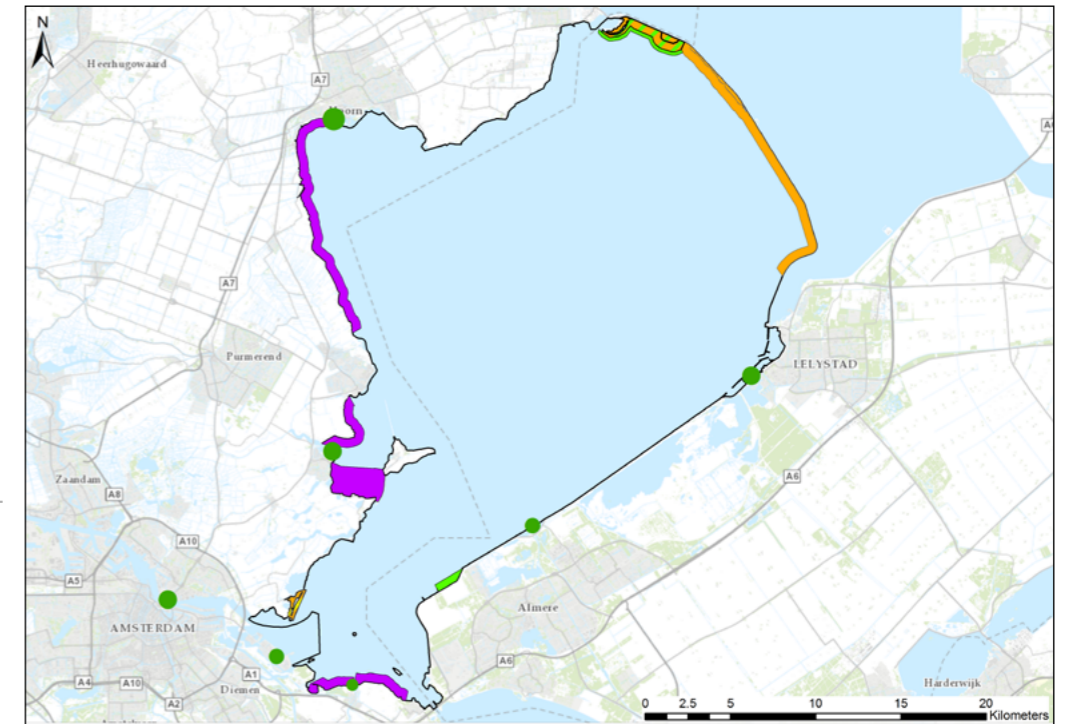 N
Heerhugowaard
A7
Hoorn
A7
Purmerend
LELYSTAD
A6
Zaandam
A8
A10
A5
AMSTERDAM
Almere
A6
A1
A4
A10
Diemen
A2
Harderwijk
0 2.5 5 10 15 20
Kilometers